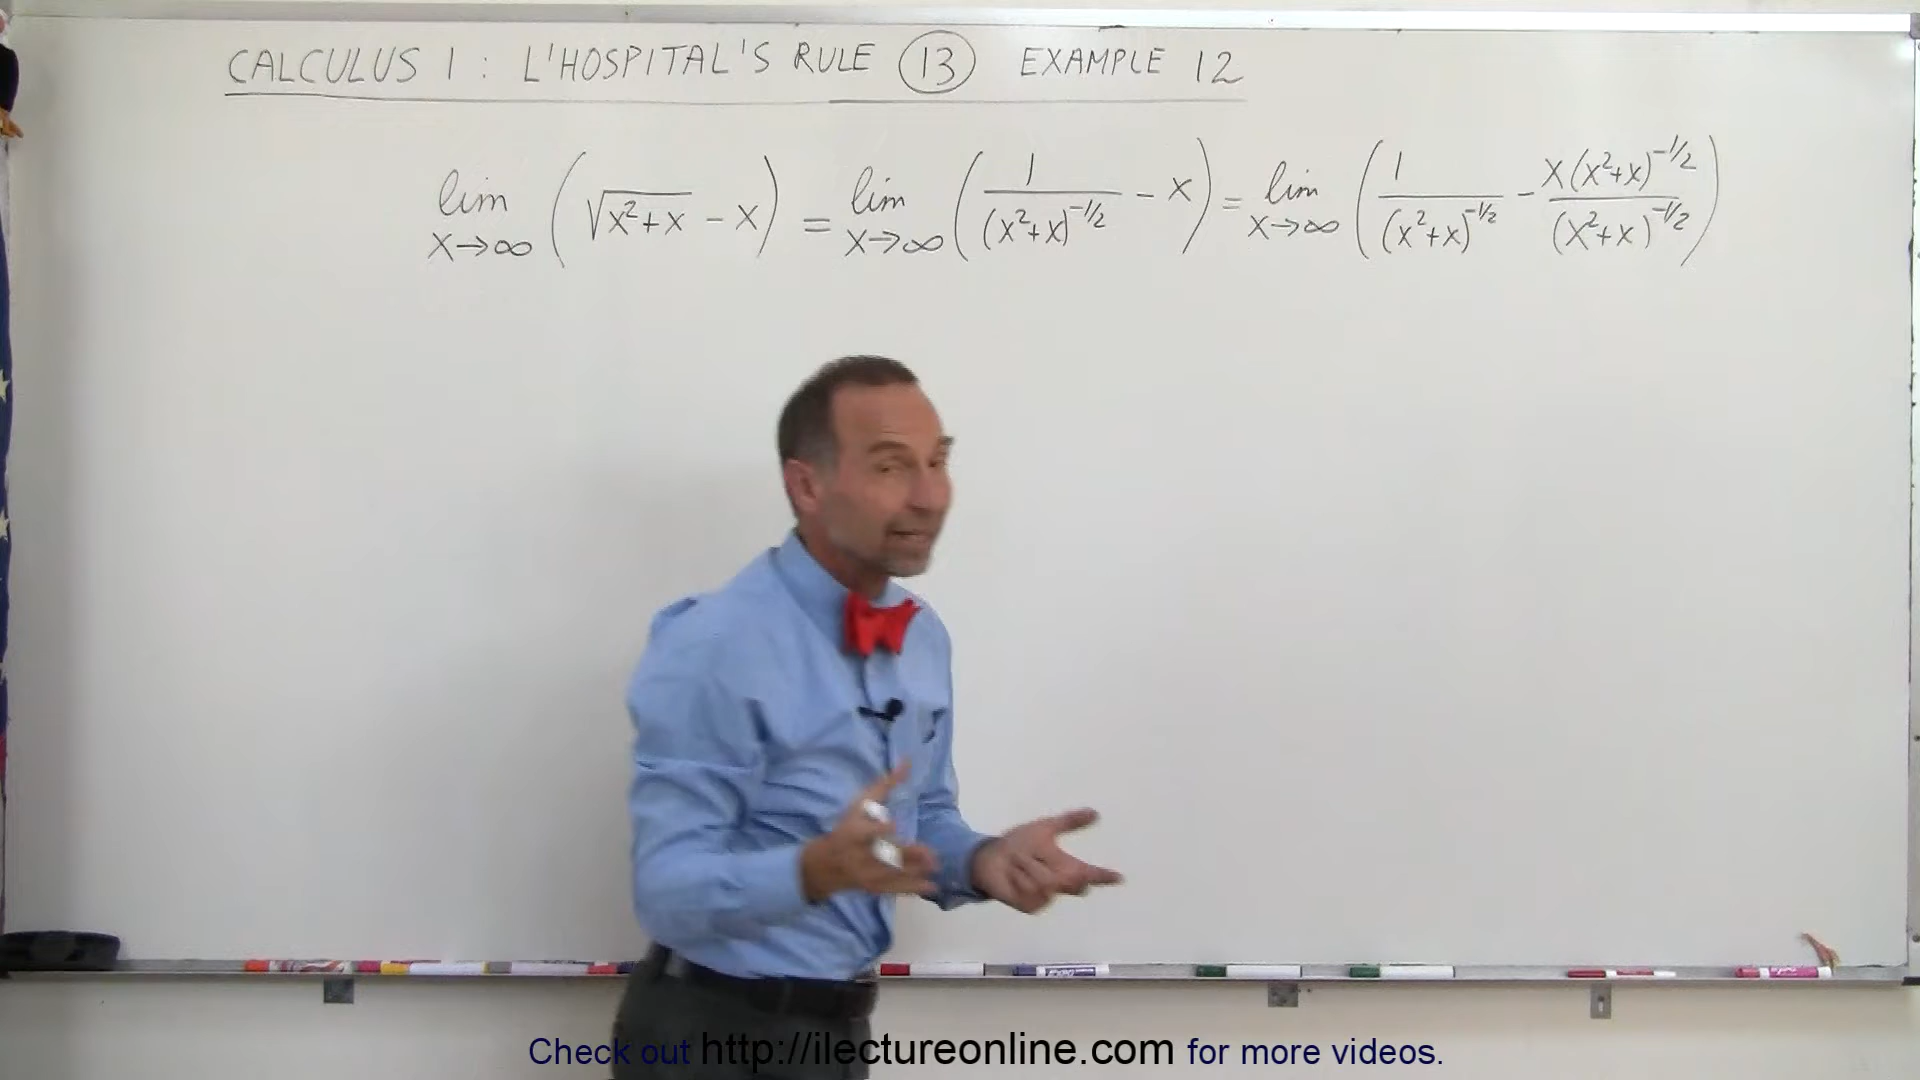 CALCULUS 1 : L'HOSPITAL'S RULE 13 EXAMPLE 12
lim x→∞ (√x²+x - x) = lim x→∞ (1/(x²+x)^-1/2 - x) = lim x→∞ (1/(x²+x)^-1/2 - x(x²+x)^-1/2/(x²+x)^-1/2)
Check out http://ilectureonline.com for more videos.